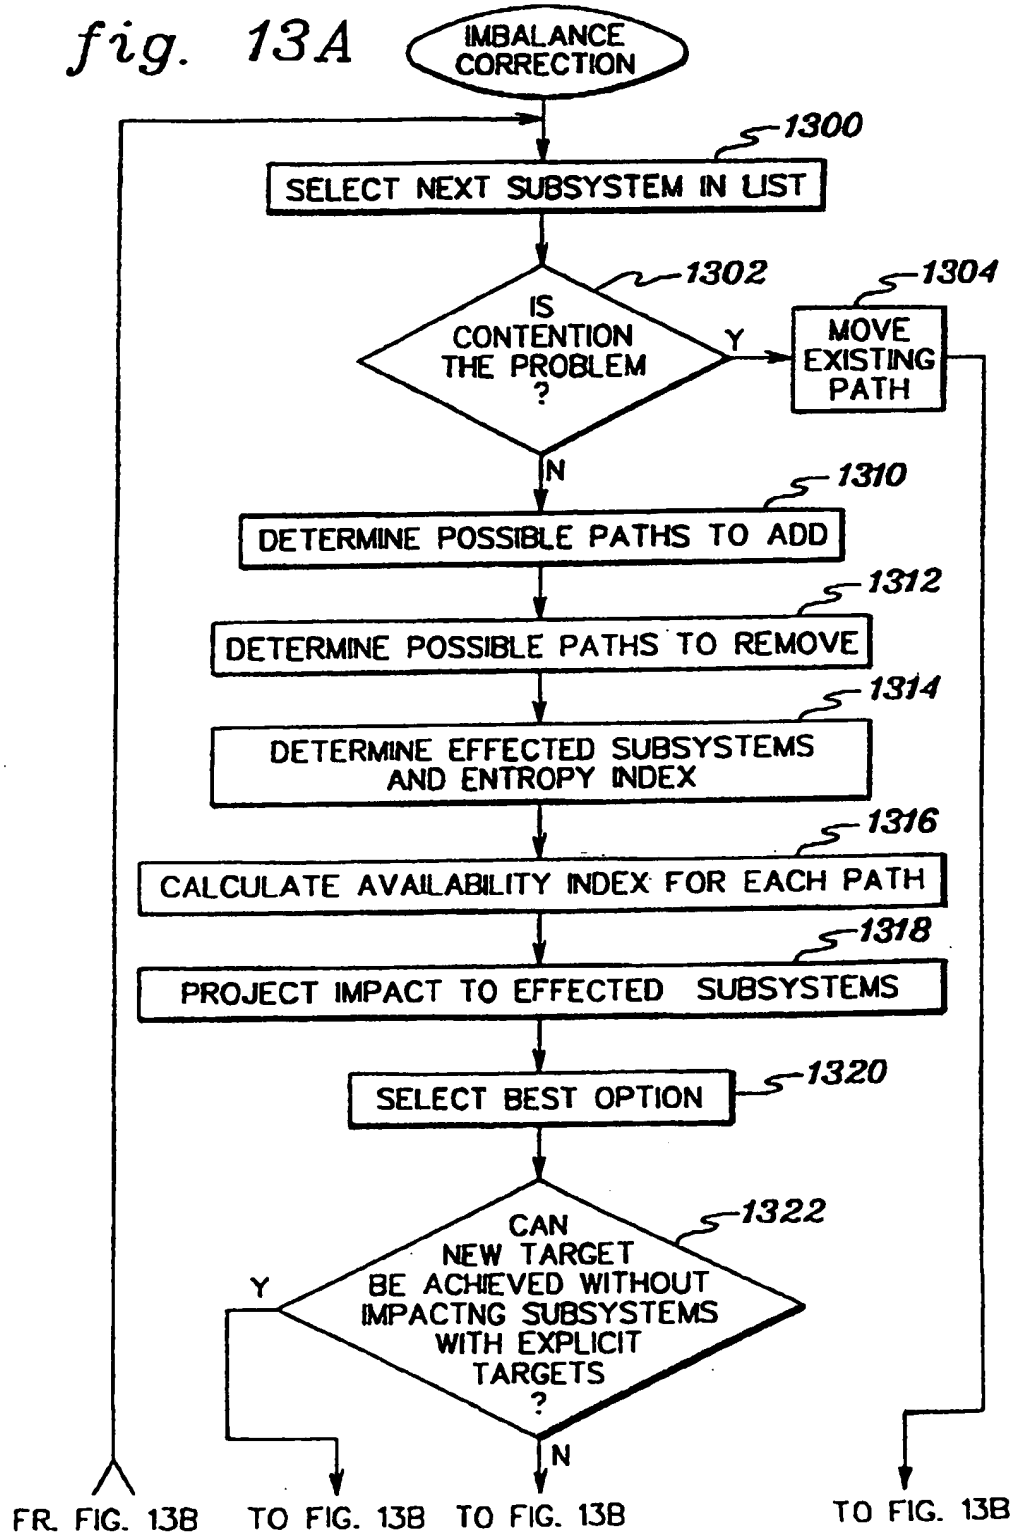 fig. 13A
IMBALANCE
CORRECTION
1300
SELECT NEXT SUBSYSTEM IN LIST
1302
IS
CONTENTION
THE PROBLEM
?
Y
1304
MOVE
EXISTING
PATH
N
1310
DETERMINE POSSIBLE PATHS TO ADD
1312
DETERMINE POSSIBLE PATHS TO REMOVE
1314
DETERMINE EFFECTED SUBSYSTEMS
AND ENTROPY INDEX
1316
CALCULATE AVAILABILITY INDEX FOR EACH PATH
1318
PROJECT IMPACT TO EFFECTED SUBSYSTEMS
1320
SELECT BEST OPTION
1322
CAN
NEW TARGET
BE ACHIEVED WITHOUT
IMPACTNG SUBSYSTEMS
WITH EXPLICIT
TARGETS
?
Y
N
FR. FIG. 13B
TO FIG. 13B
TO FIG. 13B
TO FIG. 13B